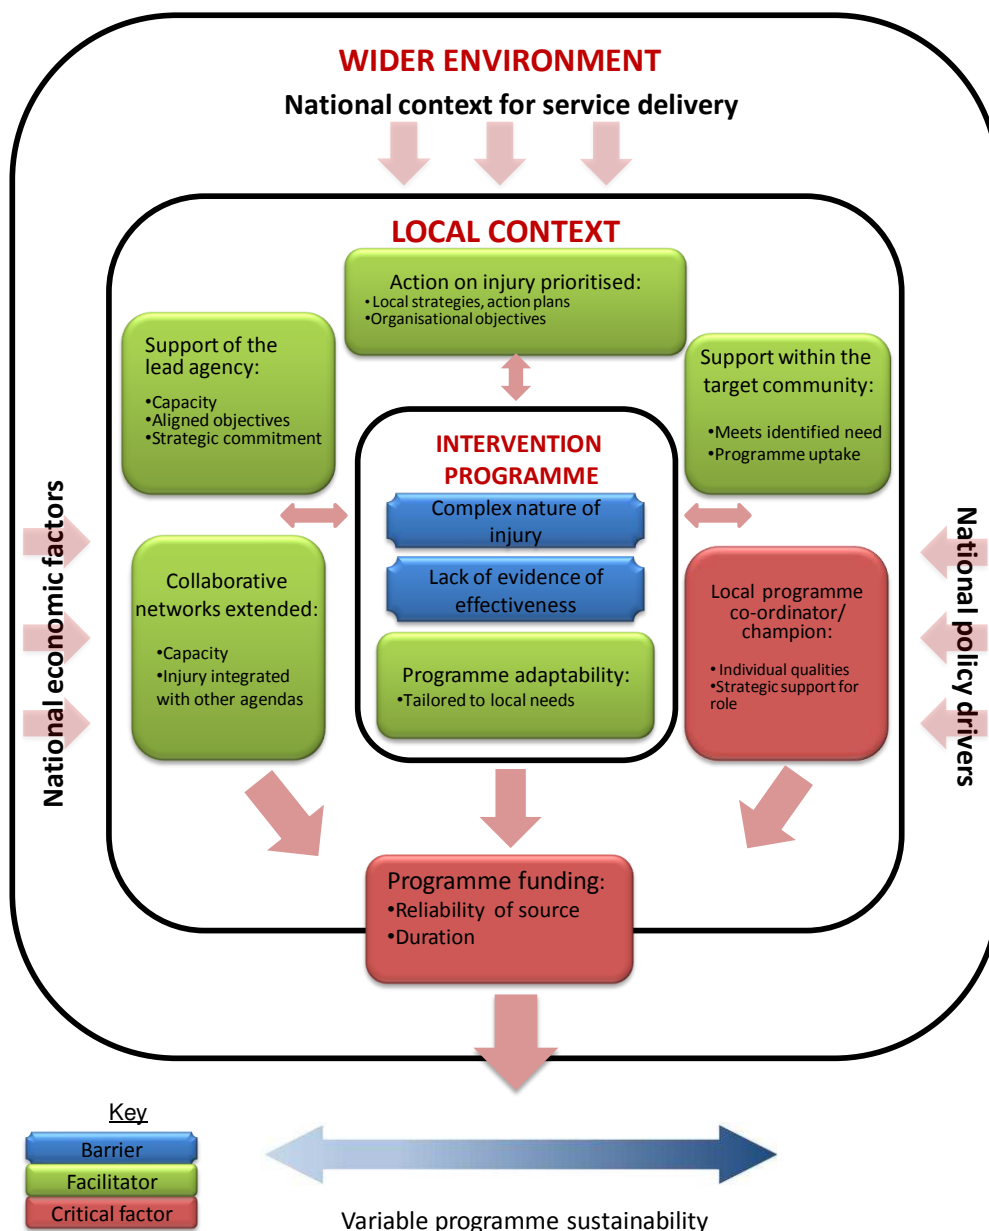 WIDER ENVIRONMENT
National context for service delivery
LOCAL CONTEXT
Action on injury prioritised:
•Local strategies, action plans
•Organisational objectives
Support of the
lead agency:
•Capacity
•Aligned objectives
•Strategic commitment
Support within the
target community:
•Meets identified need
•Programme uptake
INTERVENTION
PROGRAMME
Complex nature of
injury
Lack of evidence of
effectiveness
Programme adaptability:
•Tailored to local needs
Collaborative
networks extended:
•Capacity
•Injury integrated
with other agendas
Local programme
co-ordinator/
champion:
•Individual qualities
•Strategic support for
role
National economic factors
National policy drivers
Programme funding:
•Reliability of source
•Duration
Key
Barrier
Facilitator
Critical factor
Variable programme sustainability